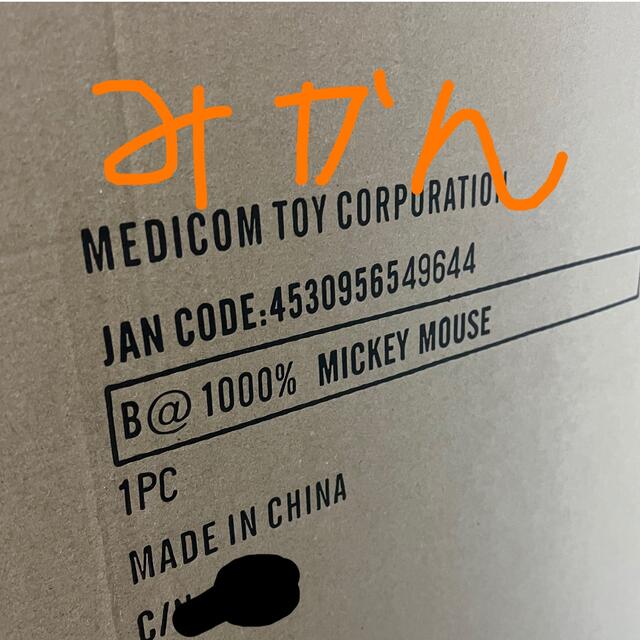 みかん
MEDICOM TOY CORPORATION
JAN CODE:4530956549644
B@ 1000% MICKEY MOUSE
1PC
MADE IN CHINA
C/